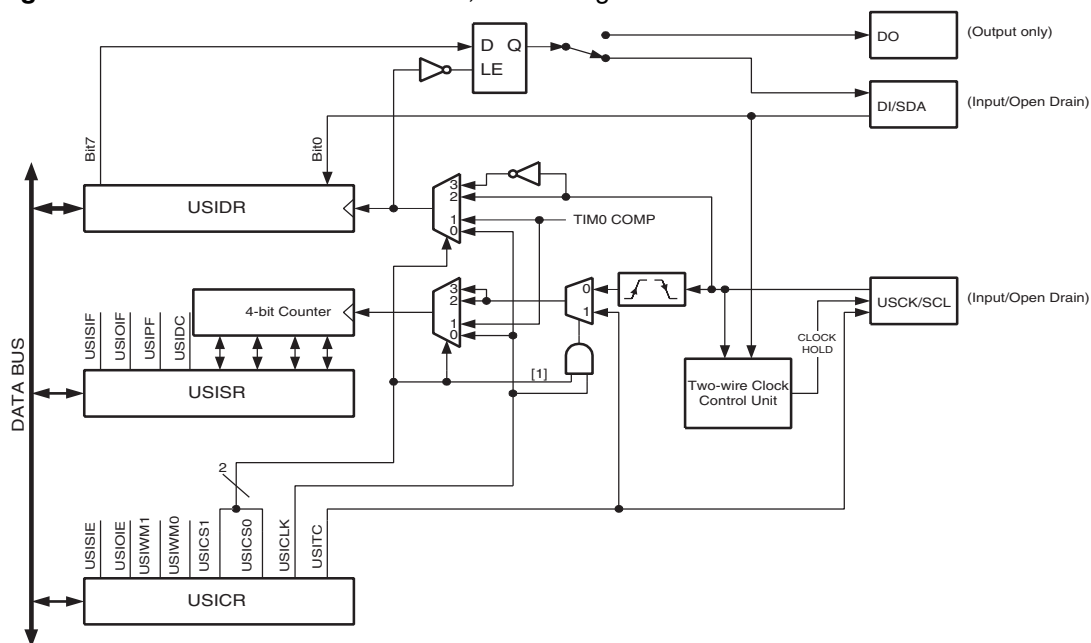 D Q
LE
DO
(Output only)
DI/SDA
(Input/Open Drain)
Bit7
Bit0
USIDR
3
2
1
0
TIM0 COMP
DATA BUS
USISIF
USIOIF
USIPF
USIDC
4-bit Counter
USISR
3
2
1
0
0
1
[1]
USCK/SCL
(Input/Open Drain)
CLOCK
HOLD
Two-wire Clock
Control Unit
2
USISIE
USIOIE
USIWM1
USIWM0
USICS1
USICS0
USICLK
USITC
USICR